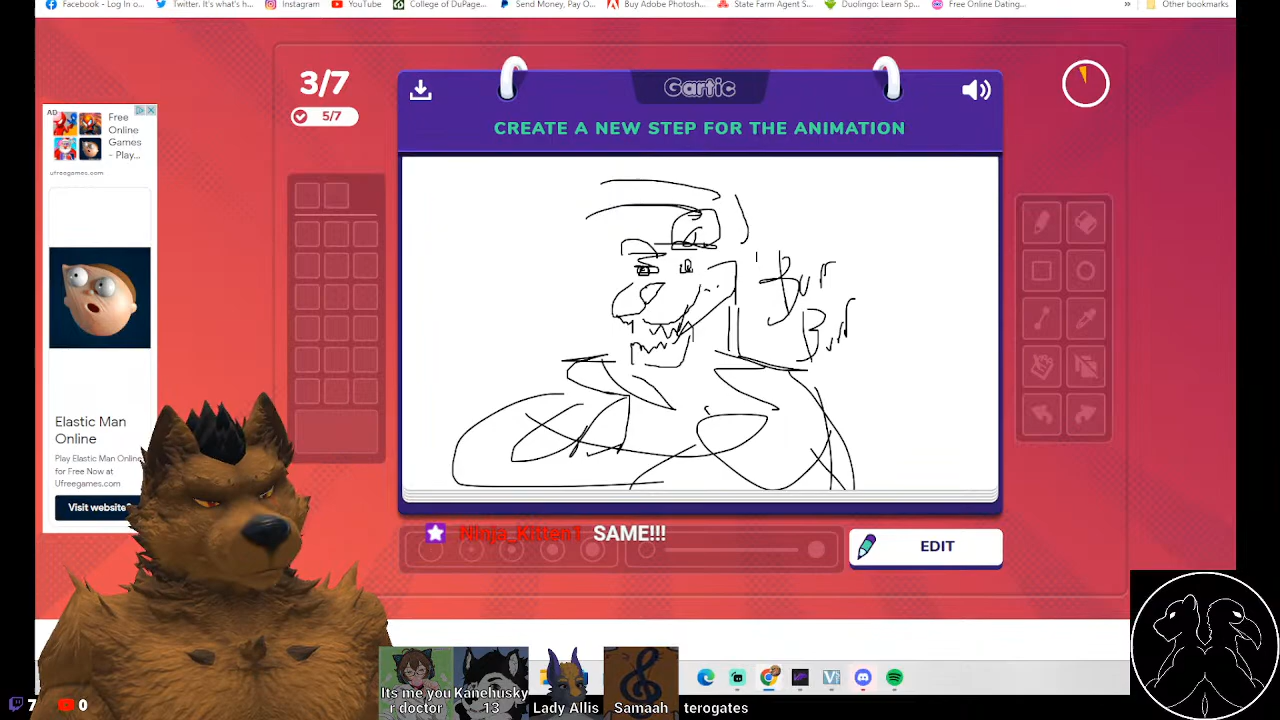 Facebook - Log In o...
Twitter. It's what's h...
Instagram
YouTube
College of DuPage...
Send Money, Pay O...
Buy Adobe Photosh...
State Farm Agent S...
Duolingo: Learn Sp...
Free Online Dating...
»
Other bookmarks
3/7
5/7
Gartic
CREATE A NEW STEP FOR THE ANIMATION
AD
Free
Online
Games
- Play...
ufreegames.com
Elastic Man
Online
Play Elastic Man Online
for Free Now at
Ufreegames.com
Visit website
Ninja_Kitten1 SAME!!!
EDIT
Its me you
r doctor
Kanehusky
13
Lady Allis
Samaah
terogates
7
0